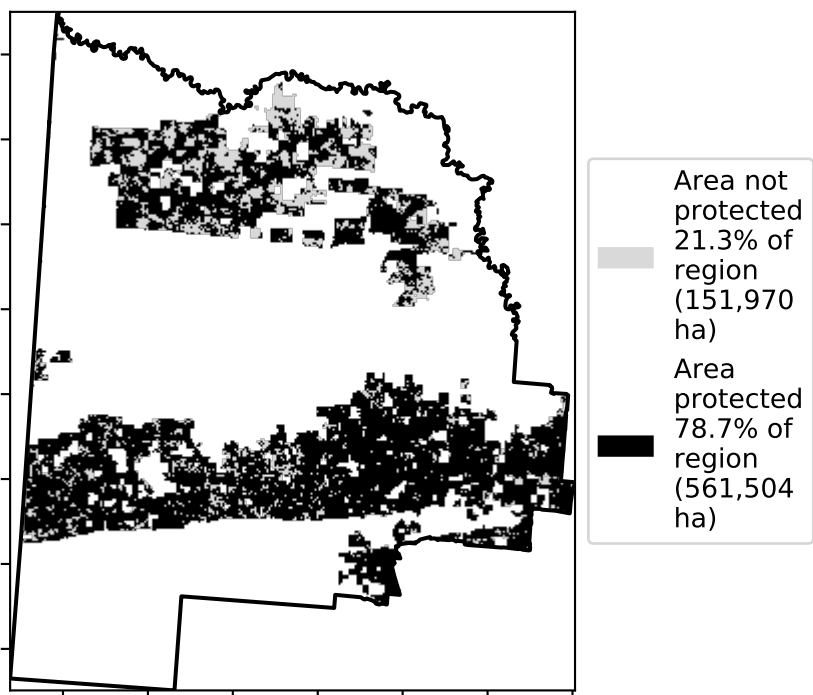 Area not
protected
21.3% of
region
(151,970
ha)
Area
protected
78.7% of
region
(561,504
ha)